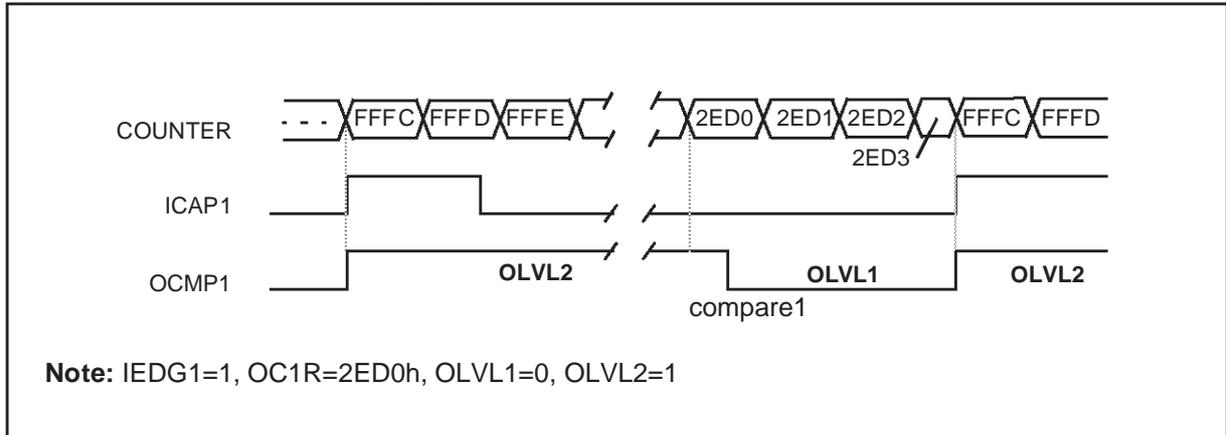 COUNTER - - - - FFFC FFFD FFFE 2ED0 2ED1 2ED2 FFFC FFFD
2ED3
ICAP1
OCMP1 OLVL2 OLVL1 OLVL2
compare1
Note: IEDG1=1, OC1R=2ED0h, OLVL1=0, OLVL2=1